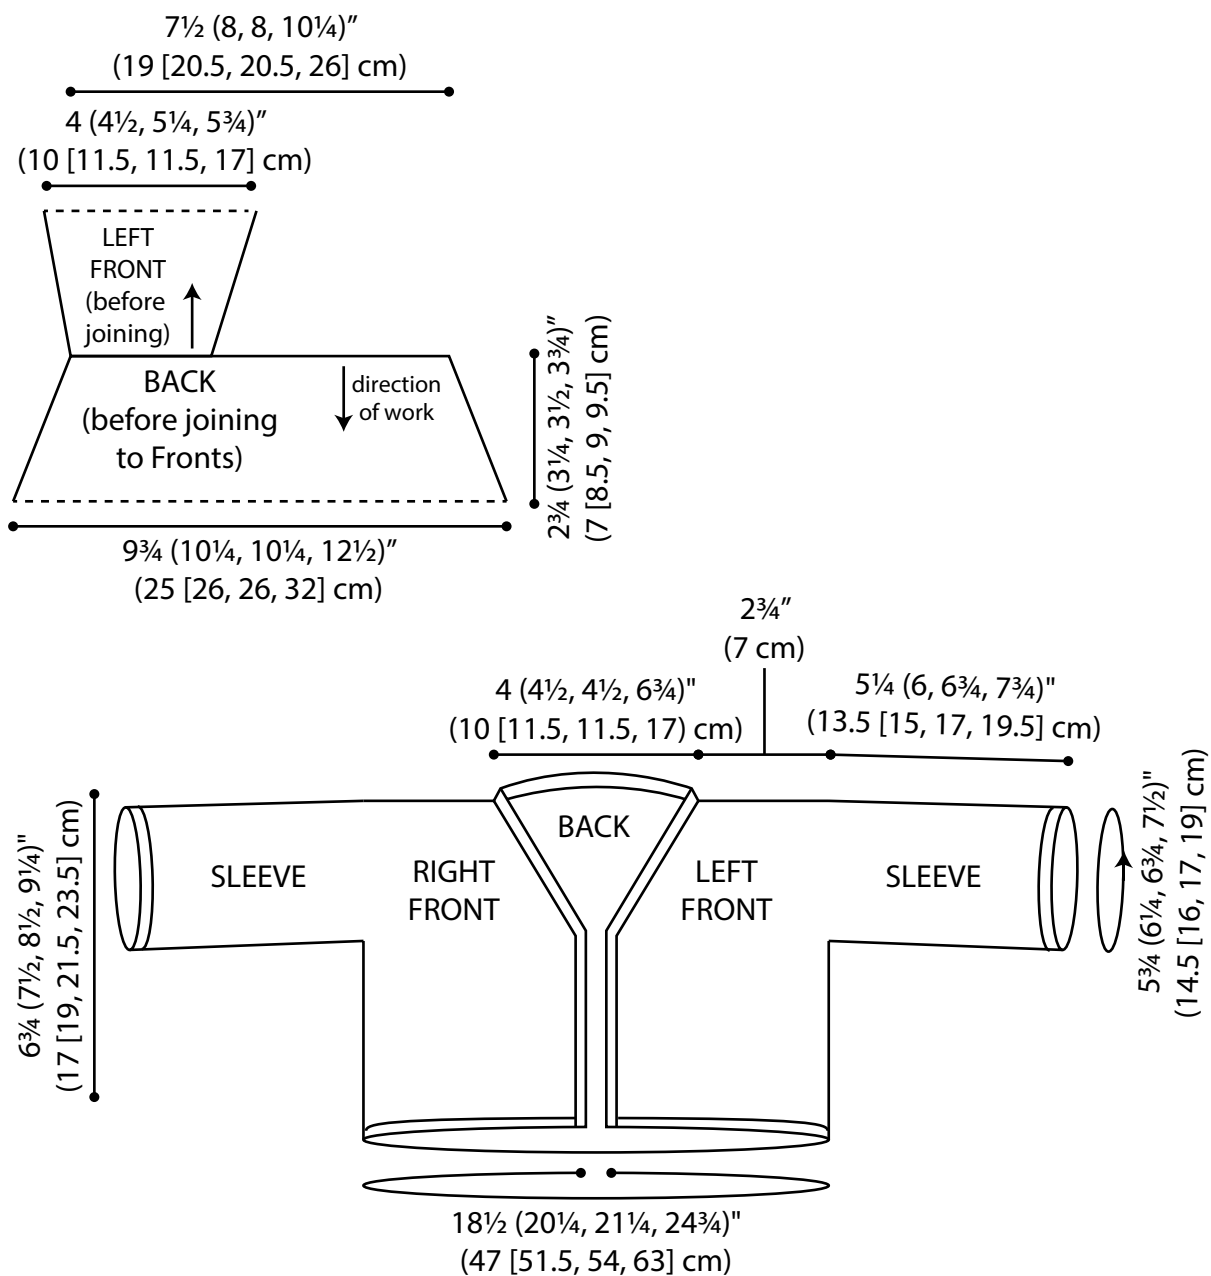 7½ (8, 8, 10¼)”
(19 [20.5, 20.5, 26] cm)
4 (4½, 5¼, 5¾)”
(10 [11.5, 11.5, 17] cm)
LEFT
FRONT
(before
joining)
BACK
(before joining
to Fronts)
direction
of work
2¾ (3¼, 3½, 3¾)”
(7 [8.5, 9, 9.5] cm)
9¾ (10¼, 10¼, 12½)”
(25 [26, 26, 32] cm)
2¾”
(7 cm)
4 (4½, 4½, 6¾)"
(10 [11.5, 11.5, 17) cm)
5¼ (6, 6¾, 7¾)"
(13.5 [15, 17, 19.5] cm)
6¾ (7½, 8½, 9¼)"
(17 [19, 21.5, 23.5] cm)
SLEEVE
RIGHT
FRONT
BACK
LEFT
FRONT
SLEEVE
5¾ (6¼, 6¾, 7½)"
(14.5 [16, 17, 19] cm)
18½ (20¼, 21¼, 24¾)"
(47 [51.5, 54, 63] cm)